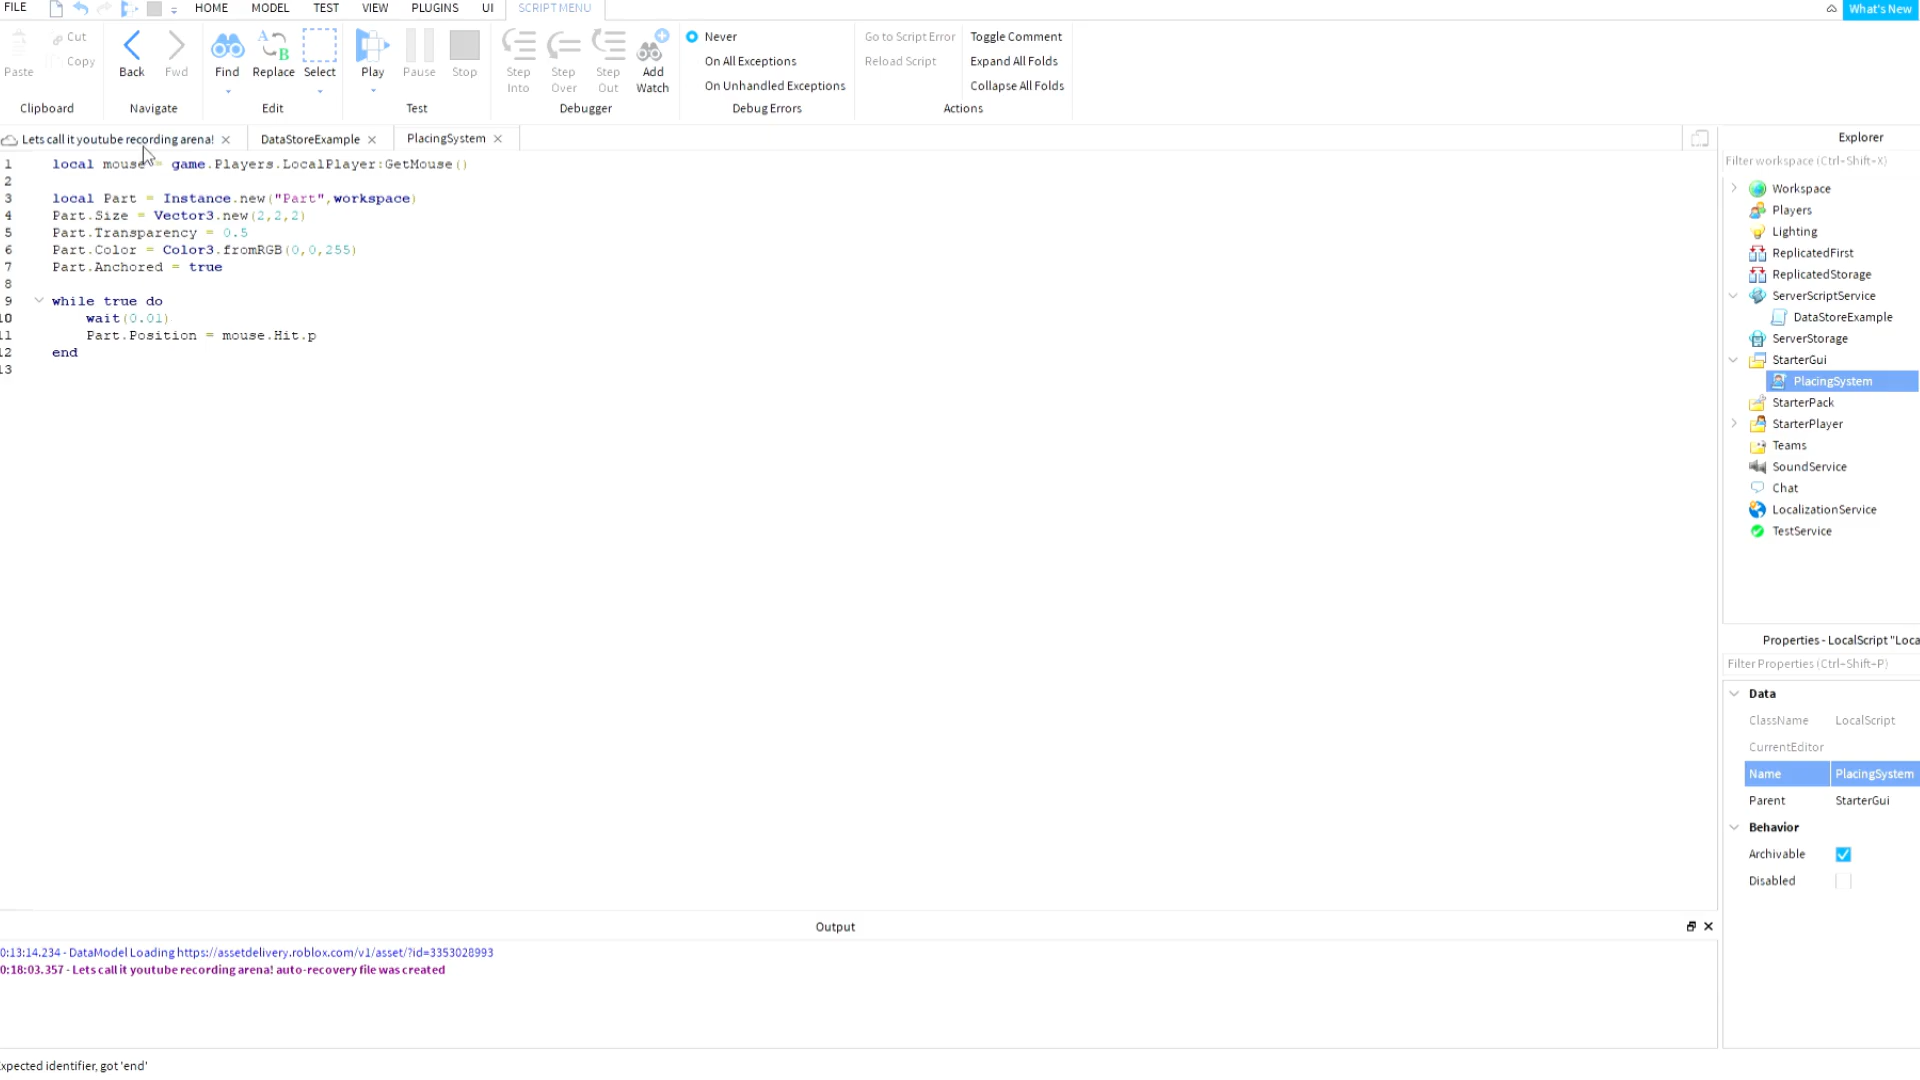 FILE HOME MODEL TEST VIEW PLUGINS UI SCRIPT MENU What's New
Paste Cut Copy
Clipboard
Back Fwd
Navigate
Find Replace Select
Edit
Play Pause Stop
Test
Step Into Step Over Step Out Add Watch
Debugger
Never
On All Exceptions
On Unhandled Exceptions
Debug Errors
Go to Script Error Toggle Comment
Reload Script Expand All Folds
Collapse All Folds
Actions
Lets call it youtube recording arena! DataStoreExample PlacingSystem
1 local mouse = game.Players.LocalPlayer:GetMouse()
2
3 local Part = Instance.new("Part",workspace)
4 Part.Size = Vector3.new(2,2,2)
5 Part.Transparency = 0.5
6 Part.Color = Color3.fromRGB(0,0,255)
7 Part.Anchored = true
8
9 while true do
10 wait(0.01)
11 Part.Position = mouse.Hit.p
12 end
13
Explorer
Filter workspace (Ctrl+Shift+X)
Workspace
Players
Lighting
ReplicatedFirst
ReplicatedStorage
ServerScriptService
DataStoreExample
ServerStorage
StarterGui
PlacingSystem
StarterPack
StarterPlayer
Teams
SoundService
Chat
LocalizationService
TestService
Properties - LocalScript "Loca
Filter Properties (Ctrl+Shift+P)
Data
ClassName LocalScript
CurrentEditor
Name PlacingSystem
Parent StarterGui
Behavior
Archivable
Disabled
Output
0:13:14.234 - DataModel Loading https://assetdelivery.roblox.com/v1/asset/?id=3353028993
0:18:03.357 - Lets call it youtube recording arena! auto-recovery file was created
xpected identifier, got 'end'